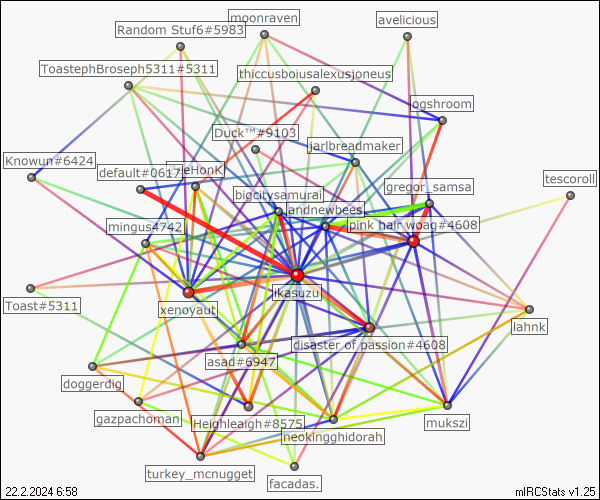 moonraven
avelicious
Random Stuf6#5983
ToastephBroseph5311#5311
thiccusboiusalexusjoneus
ogshroom
Duck™#9103
jarlbreadmaker
Knowun#6424
default#0617
gregor_samsa
tescoroll
bigcitysamurai
andnewbees
mingus4742
pink hair woag#4608
jikasuzu
Toast#5311
xenoyaut
lahnk
disaster of passion#4608
asad#6947
doggerdig
gazpachoman
Heighleaigh#8575
mukszi
neokingghidorah
turkey_mcnugget
facadas.
22.2.2024 6:58
mIRCStats v1.25